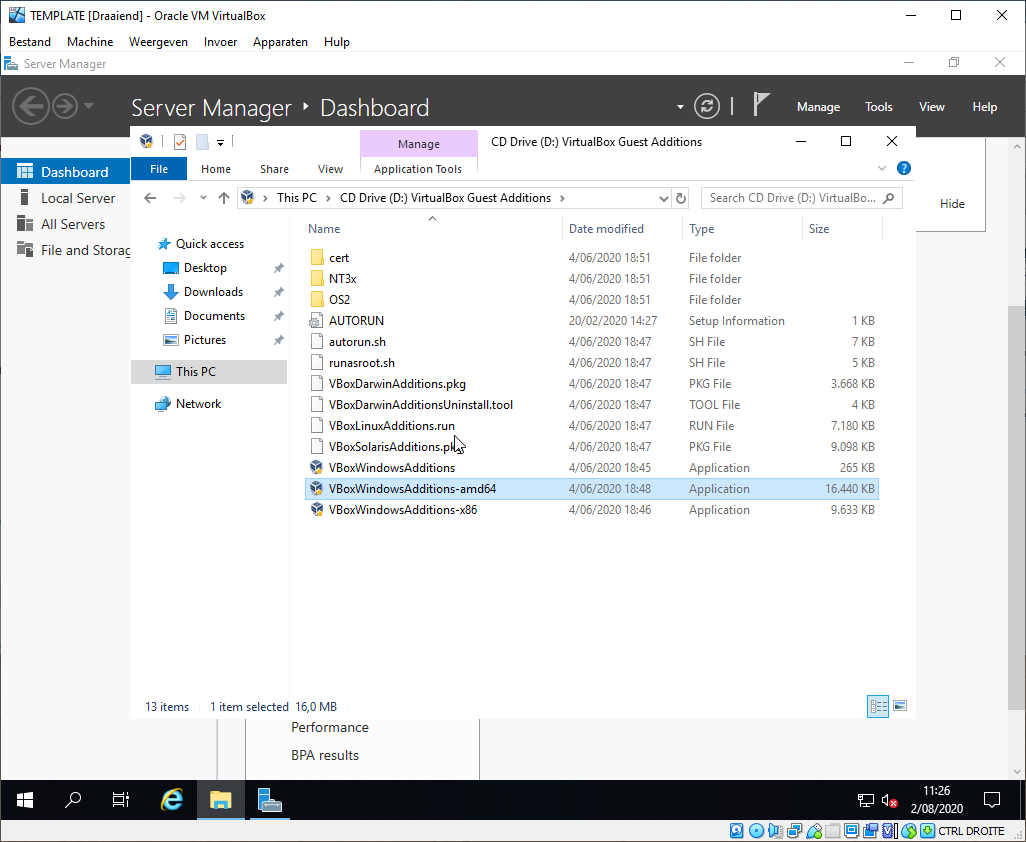 TEMPLATE [Draaiend] - Oracle VM VirtualBox
Bestand Machine Weergeven Invoer Apparaten Hulp
Server Manager
Server Manager Dashboard Manage Tools View Help
Manage CD Drive (D:) VirtualBox Guest Additions
File Home Share View Application Tools
This PC CD Drive (D:) VirtualBox Guest Additions Search CD Drive (D:) VirtualBo...
Dashboard
Local Server
All Servers
File and Storag
Hide
Quick access
Desktop
Downloads
Documents
Pictures
This PC
Network
Name Date modified Type Size
cert 4/06/2020 18:51 File folder
NT3x 4/06/2020 18:51 File folder
OS2 4/06/2020 18:51 File folder
AUTORUN 20/02/2020 14:27 Setup Information 1 KB
autorun.sh 4/06/2020 18:47 SH File 7 KB
runasroot.sh 4/06/2020 18:47 SH File 5 KB
VBoxDarwinAdditions.pkg 4/06/2020 18:47 PKG File 3.668 KB
VBoxDarwinAdditionsUninstall.tool 4/06/2020 18:47 TOOL File 4 KB
VBoxLinuxAdditions.run 4/06/2020 18:47 RUN File 7.180 KB
VBoxSolarisAdditions.pk 4/06/2020 18:47 PKG File 9.098 KB
VBoxWindowsAdditions 4/06/2020 18:45 Application 265 KB
VBoxWindowsAdditions-amd64 4/06/2020 18:48 Application 16.440 KB
VBoxWindowsAdditions-x86 4/06/2020 18:46 Application 9.633 KB
13 items 1 item selected 16,0 MB
Performance
BPA results
11:26
2/08/2020
CTRL DROITE